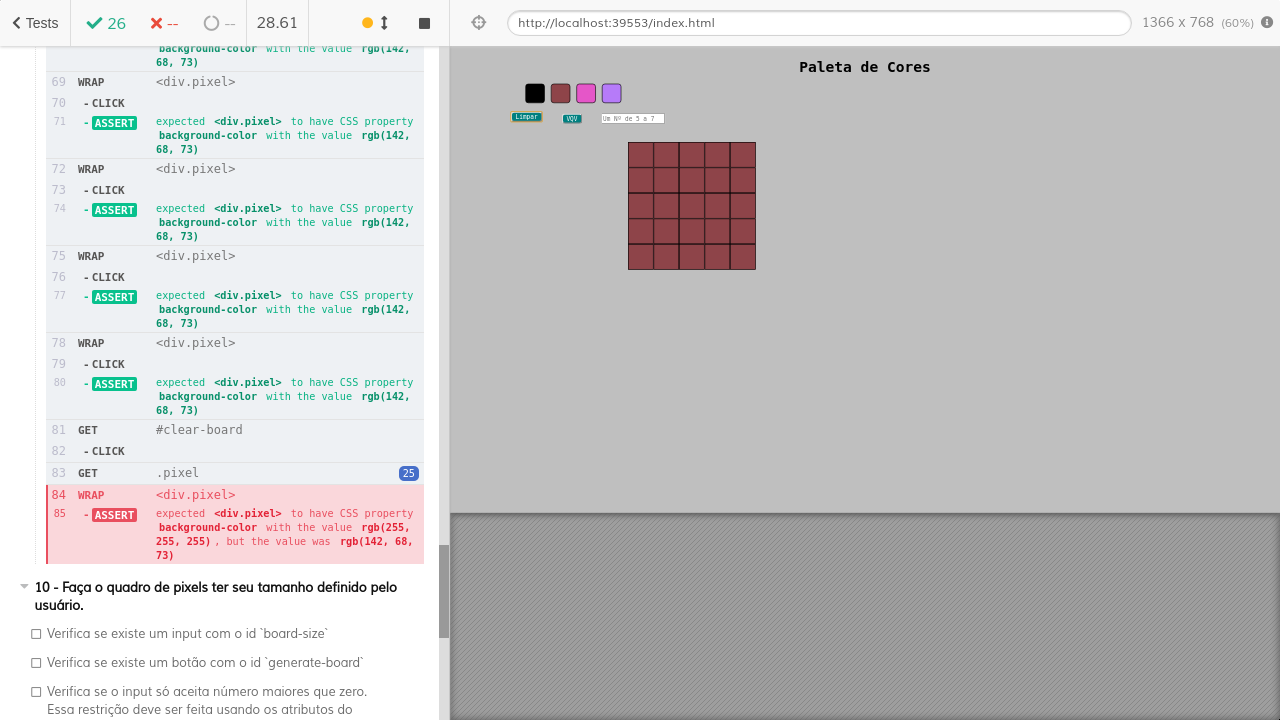 Tests
26
--
--
28.61
http://localhost:39553/index.html
1366 x 768 (60%)
background-color with the value rgb(142,
68, 73)
69 WRAP <div.pixel>
70 -CLICK
71 -ASSERT expected <div.pixel> to have CSS property
background-color with the value rgb(142,
68, 73)
72 WRAP <div.pixel>
73 -CLICK
74 -ASSERT expected <div.pixel> to have CSS property
background-color with the value rgb(142,
68, 73)
75 WRAP <div.pixel>
76 -CLICK
77 -ASSERT expected <div.pixel> to have CSS property
background-color with the value rgb(142,
68, 73)
78 WRAP <div.pixel>
79 -CLICK
80 -ASSERT expected <div.pixel> to have CSS property
background-color with the value rgb(142,
68, 73)
81 GET #clear-board
82 -CLICK
83 GET .pixel 25
84 WRAP <div.pixel>
85 -ASSERT expected <div.pixel> to have CSS property
background-color with the value rgb(255,
255, 255) , but the value was rgb(142, 68,
73)
10 - Faça o quadro de pixels ter seu tamanho definido pelo
usuário.
Verifica se existe um input com o id `board-size`
Verifica se existe um botão com o id `generate-board`
Verifica se o input só aceita número maiores que zero.
Essa restrição deve ser feita usando os atributos do
Paleta de Cores
Limpar
VQV
Um Nº de 5 a 7